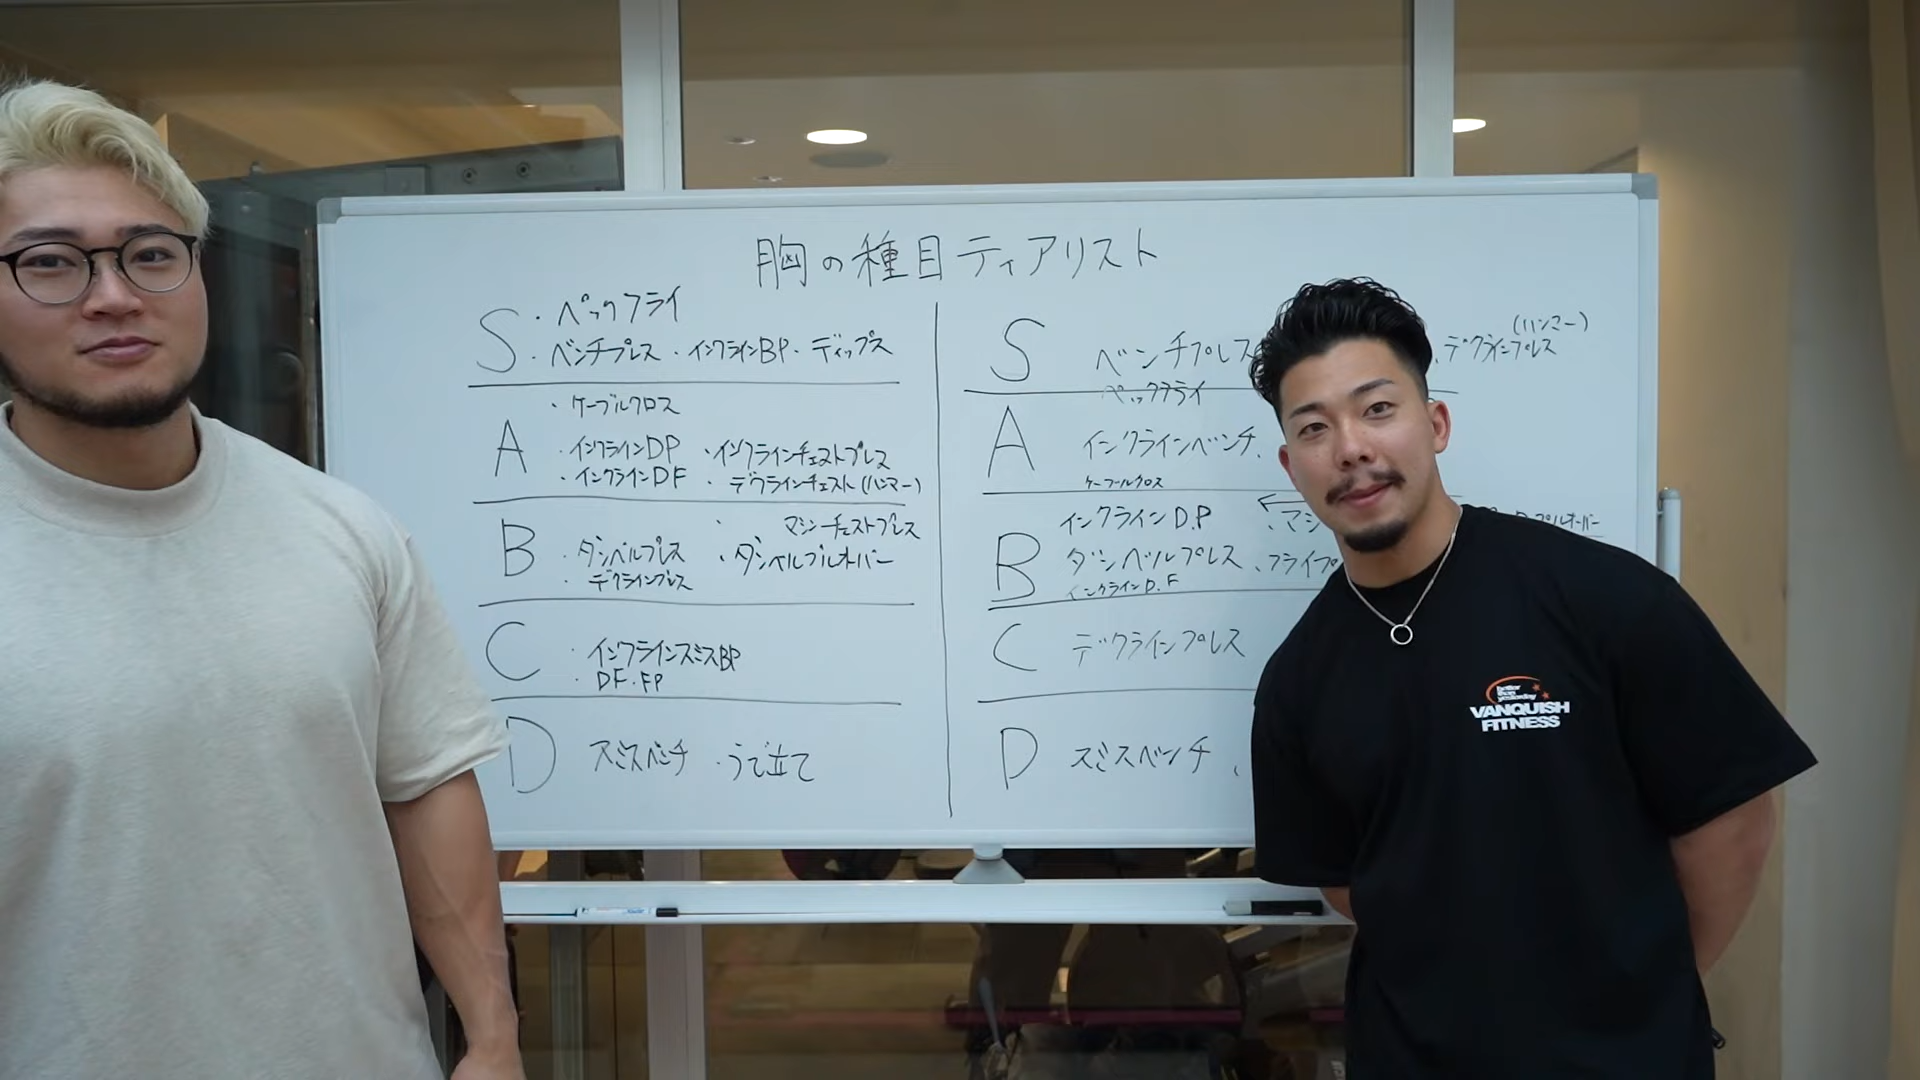 胸の種目ティアリスト
S
・ペックフライ
・ベンチプレス ・インクラインBP ・ディップス
A
・ケーブルクロス
・インクラインDP ・インクラインチェストプレス
・インクラインDF ・デクラインチェスト(ハンマー)
B
・マシンチェストプレス
・ダンベルプレス ・ダンベルプルオーバー
・デクラインプレス
C
・インクラインスミスBP
・DF・FP
D
スミスベンチ ・うで立て
S
(ハンマー)
ベンチプレス 、デクラインプレス
ペックフライ
A
インクラインベンチ、
ケーブルクロス
B
インクラインD.P ←
ダンベルプレス 、フライプ
インクラインD.F
C
デクラインプレス
D
スミスベンチ 、
better than yesterday
VANQUISH
FITNESS